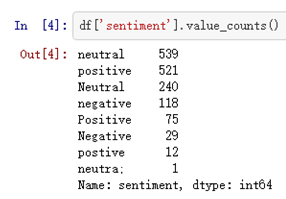 In [4]: df['sentiment'].value_counts()
Out[4]: neutral 539
positive 521
Neutral 240
negative 118
Positive 75
Negative 29
postive 12
neutra; 1
Name: sentiment, dtype: int64